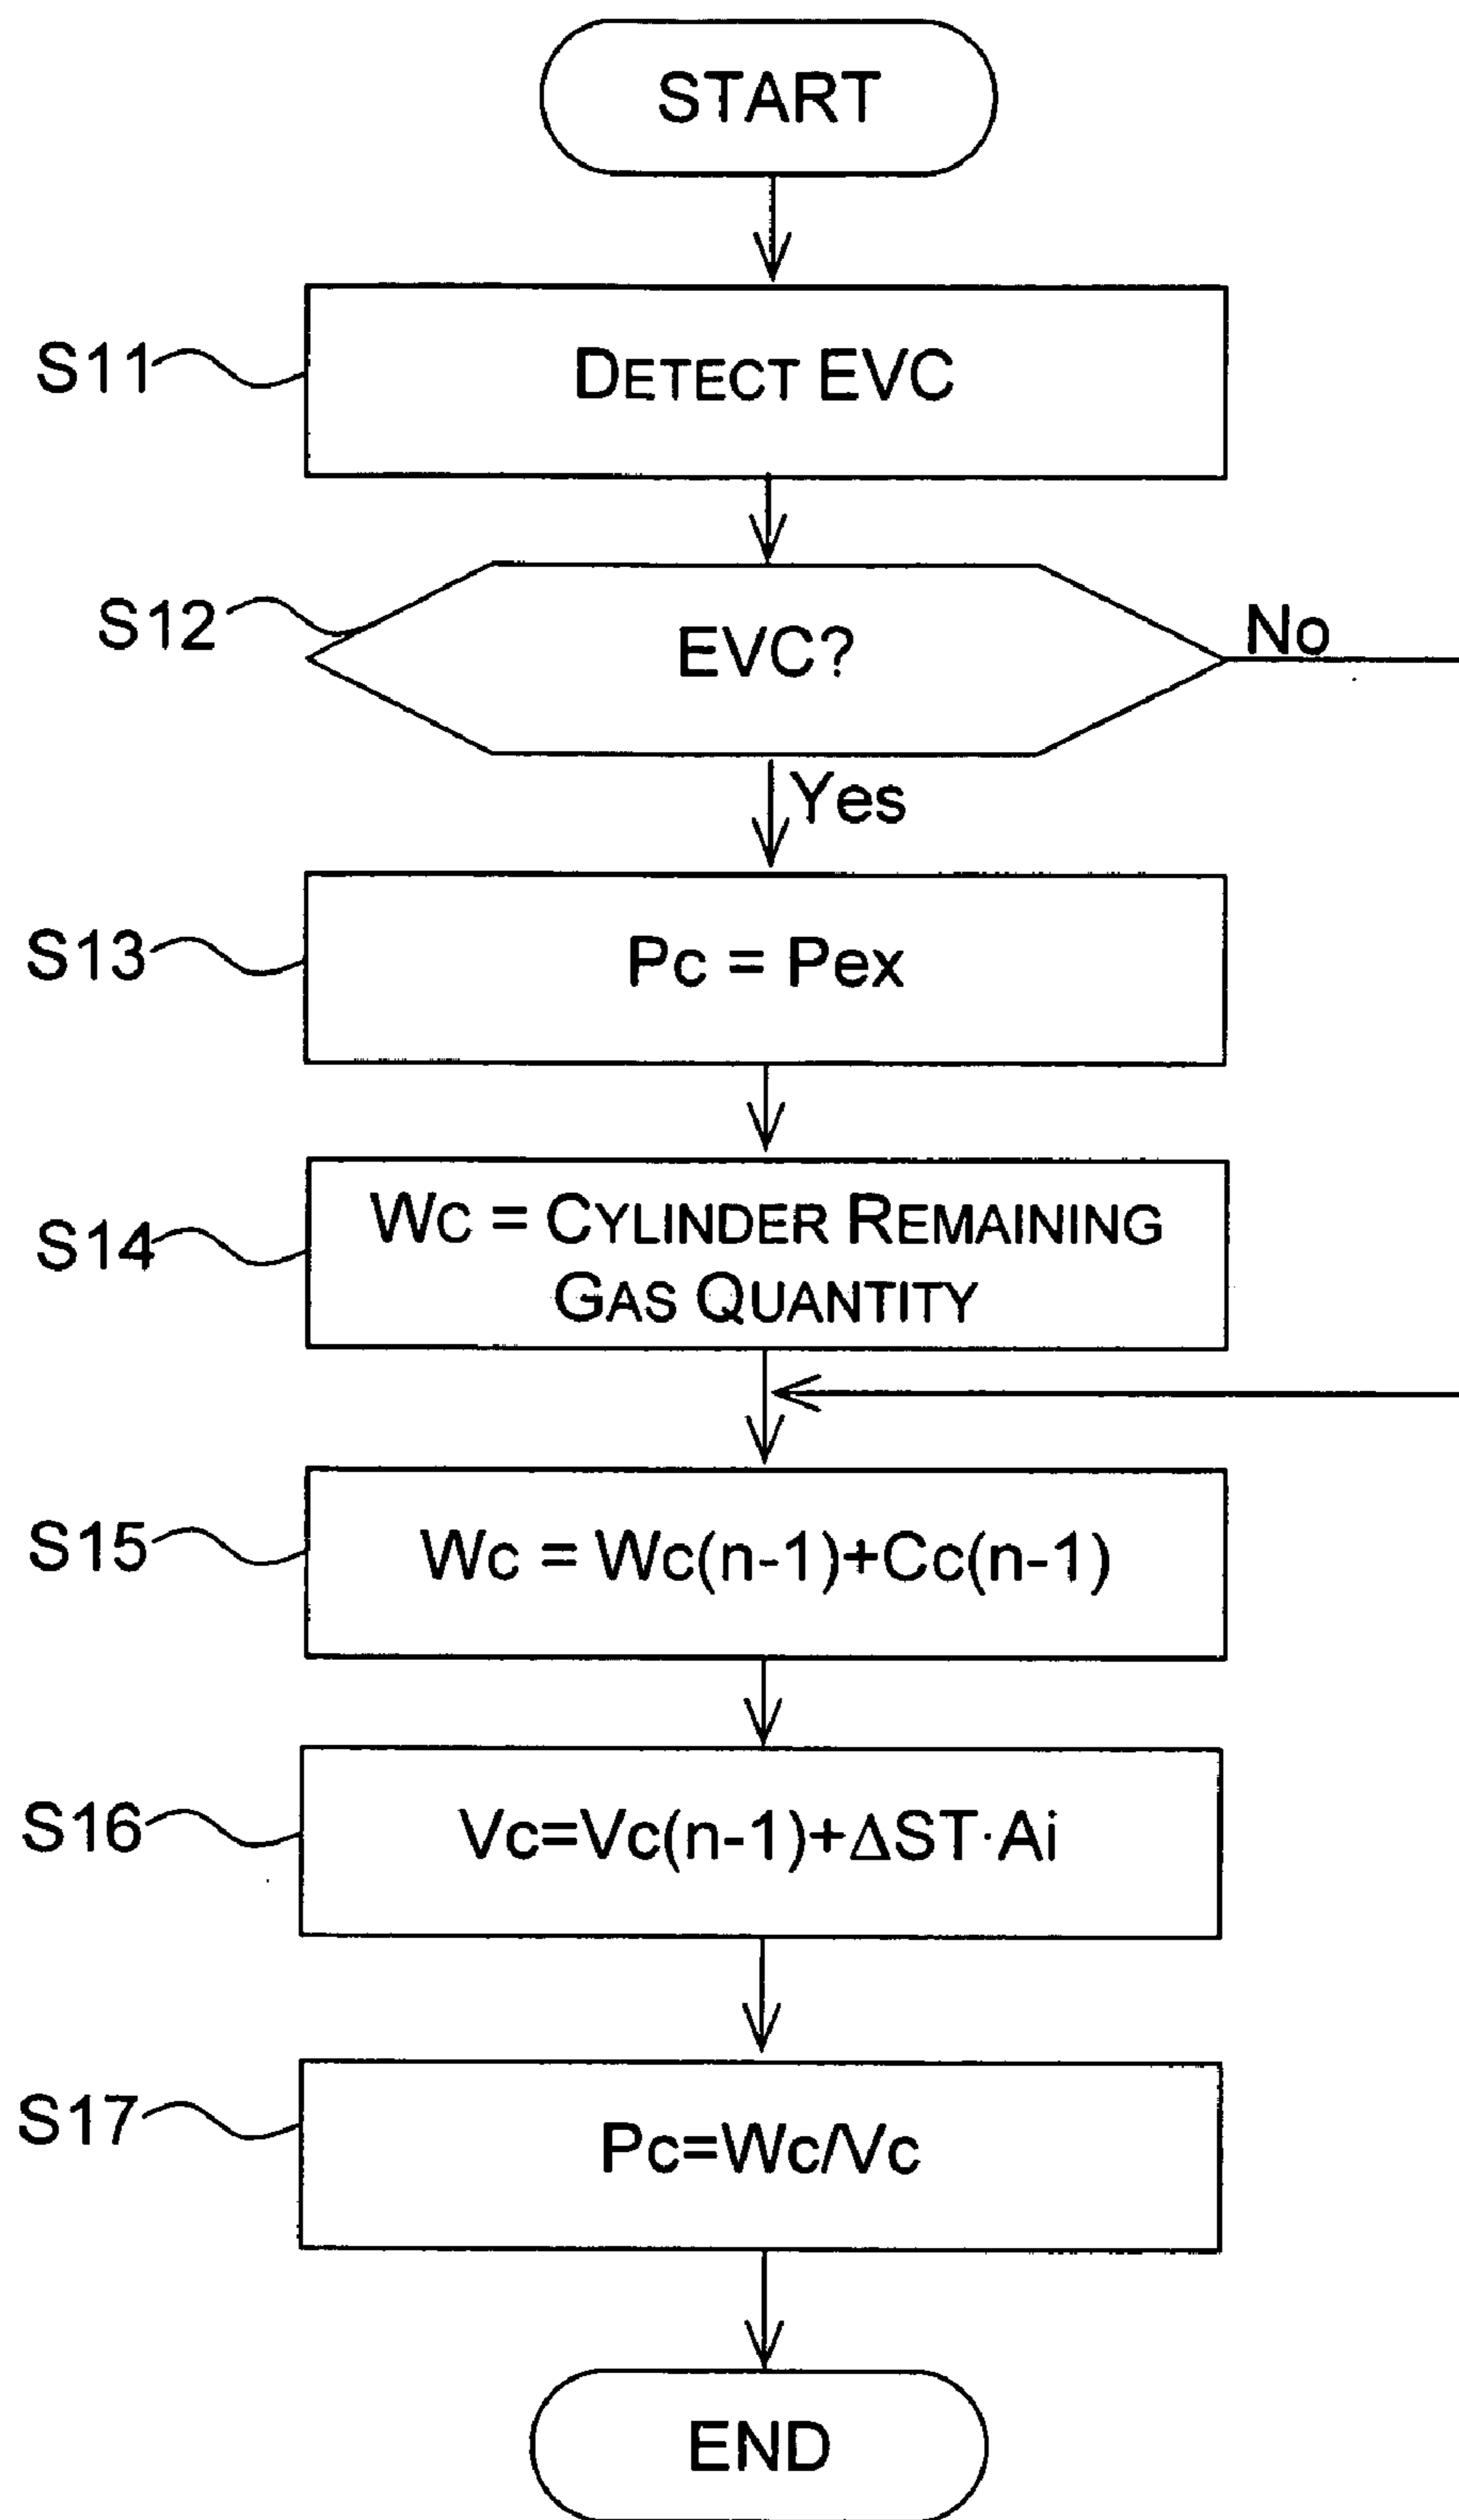 START
S11
DETECT EVC
S12
EVC?
No
Yes
S13
Pc = Pex
S14
Wc = CYLINDER REMAINING
GAS QUANTITY
S15
Wc = Wc(n-1)+Cc(n-1)
S16
Vc=Vc(n-1)+ΔST·Ai
S17
Pc=Wc/Vc
END